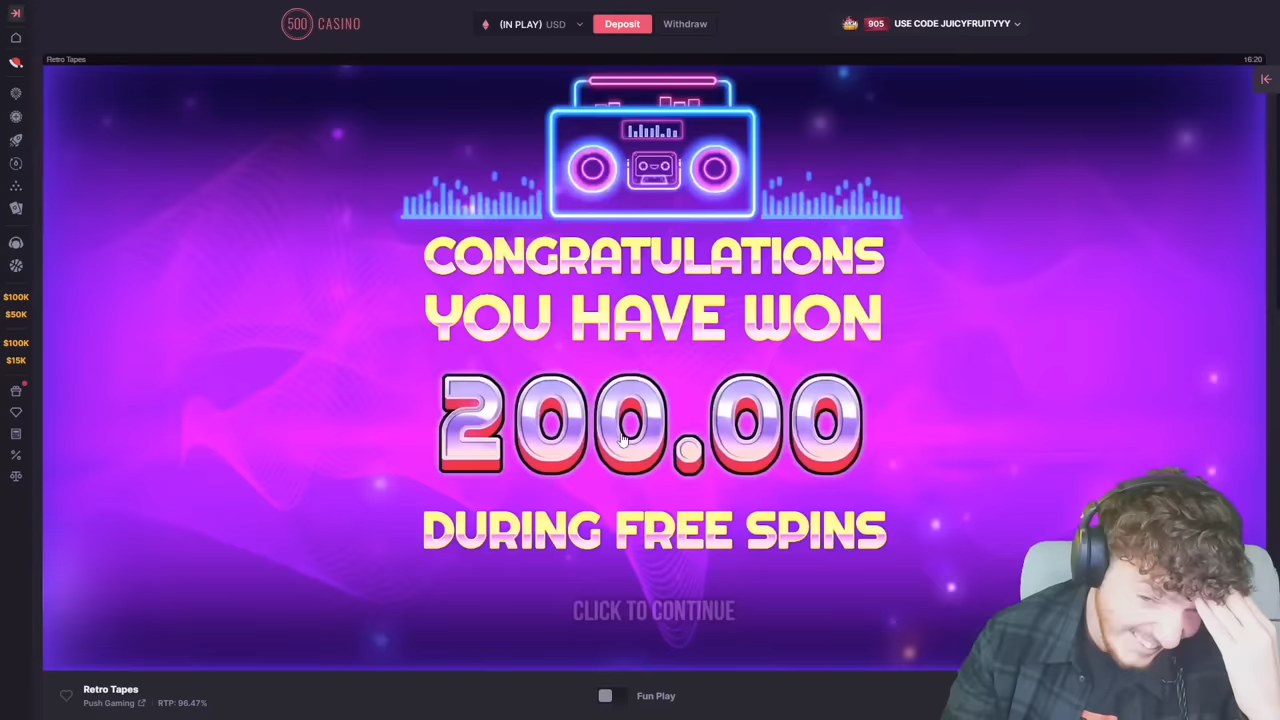 500 CASINO
(IN PLAY) USD
Deposit
Withdraw
905 USE CODE JUICYFRUITYYY
Retro Tapes
16:20
CONGRATULATIONS
YOU HAVE WON
200.00
DURING FREE SPINS
CLICK TO CONTINUE
$100K
$50K
$100K
$15K
Retro Tapes
Push Gaming
RTP: 96.47%
Fun Play